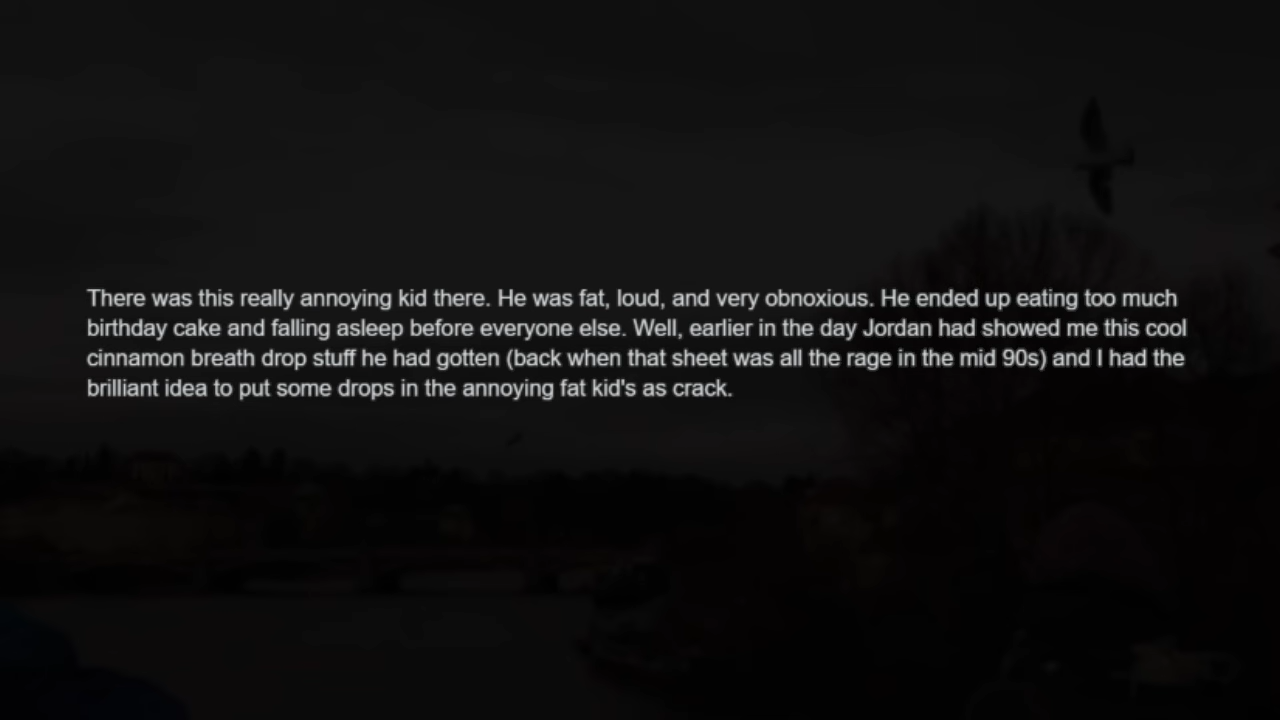 There was this really annoying kid there. He was fat, loud, and very obnoxious. He ended up eating too much
birthday cake and falling asleep before everyone else. Well, earlier in the day Jordan had showed me this cool
cinnamon breath drop stuff he had gotten (back when that sheet was all the rage in the mid 90s) and I had the
brilliant idea to put some drops in the annoying fat kid's as crack.